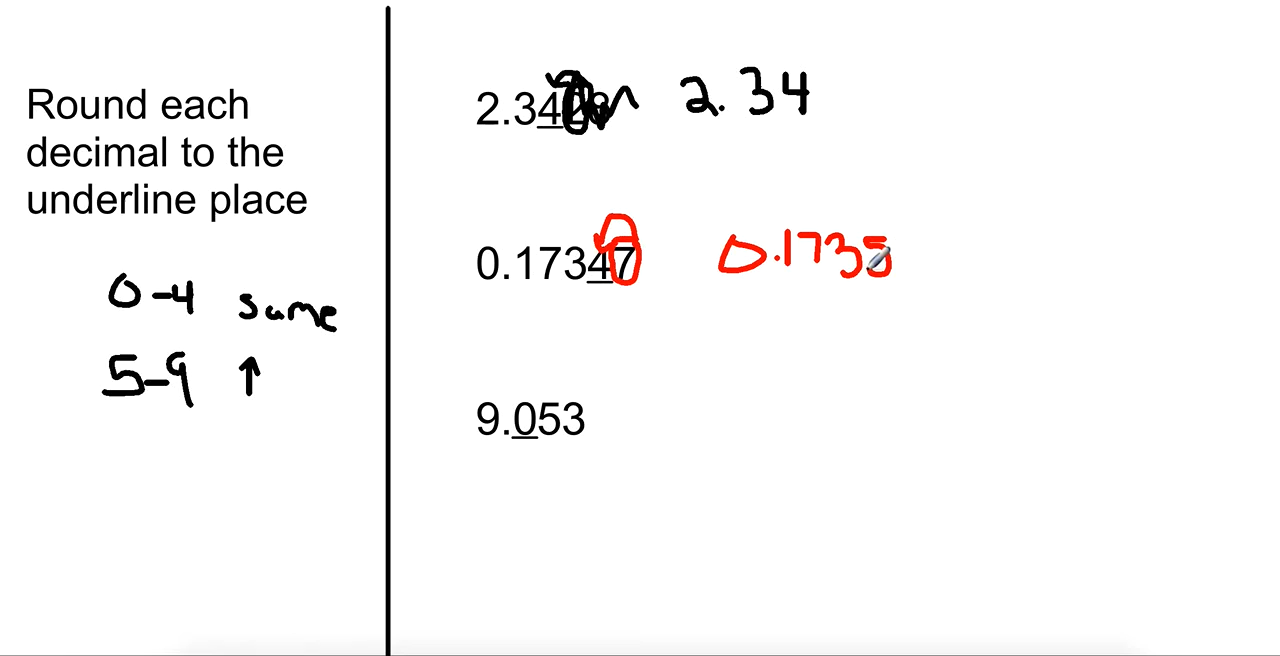 Round each
decimal to the
underline place
0-4 same
5-9 ↑
2.34 2.34
0.17347 0.1735
9.053